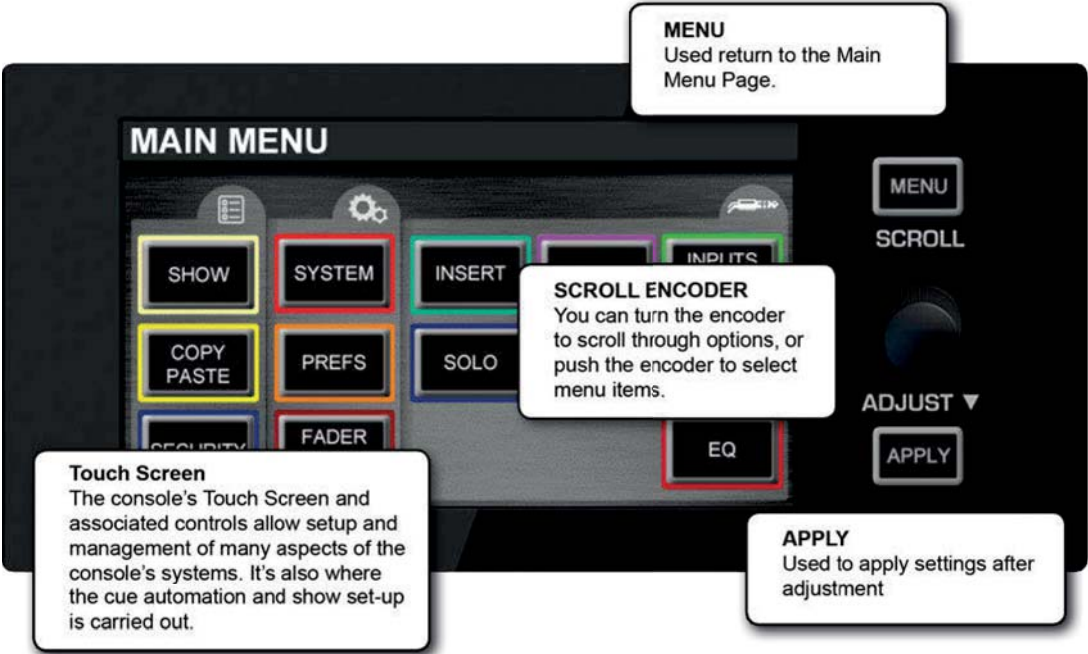 MENU
Used return to the Main
Menu Page.
MAIN MENU
MENU
SCROLL
SHOW
SYSTEM
INSERT
INPUTS
SCROLL ENCODER
You can turn the encoder
to scroll through options, or
push the encoder to select
menu items.
COPY
PASTE
PREFS
SOLO
ADJUST ▼
SECURITY
FADER
EQ
APPLY
Touch Screen
The console's Touch Screen and
associated controls allow setup and
management of many aspects of the
console's systems. It's also where
the cue automation and show set-up
is carried out.
APPLY
Used to apply settings after
adjustment